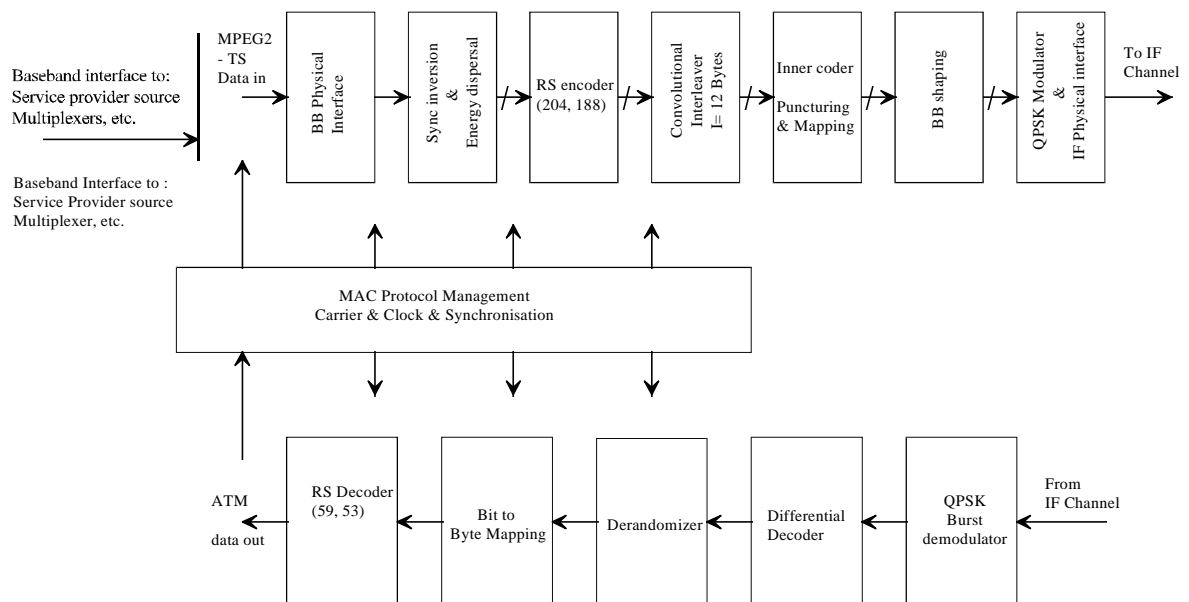 Baseband interface to:
Service provider source
Multiplexers, etc.
Baseband Interface to :
Service Provider source
Multiplexer, etc.
MPEG2
- TS
Data in
BB Physical
Interface
Sync inversion
&
Energy dispersal
RS encoder
(204, 188)
Convolutional
Interleaver
I= 12 Bytes
Inner coder
Puncturing
& Mapping
BB shaping
QPSK Modulator
&
IF Physical interface
To IF
Channel
MAC Protocol Management
Carrier & Clock & Synchronisation
ATM
data out
RS Decoder
(59, 53)
Bit to
Byte Mapping
Derandomizer
Differential
Decoder
QPSK
Burst
demodulator
From
IF Channel